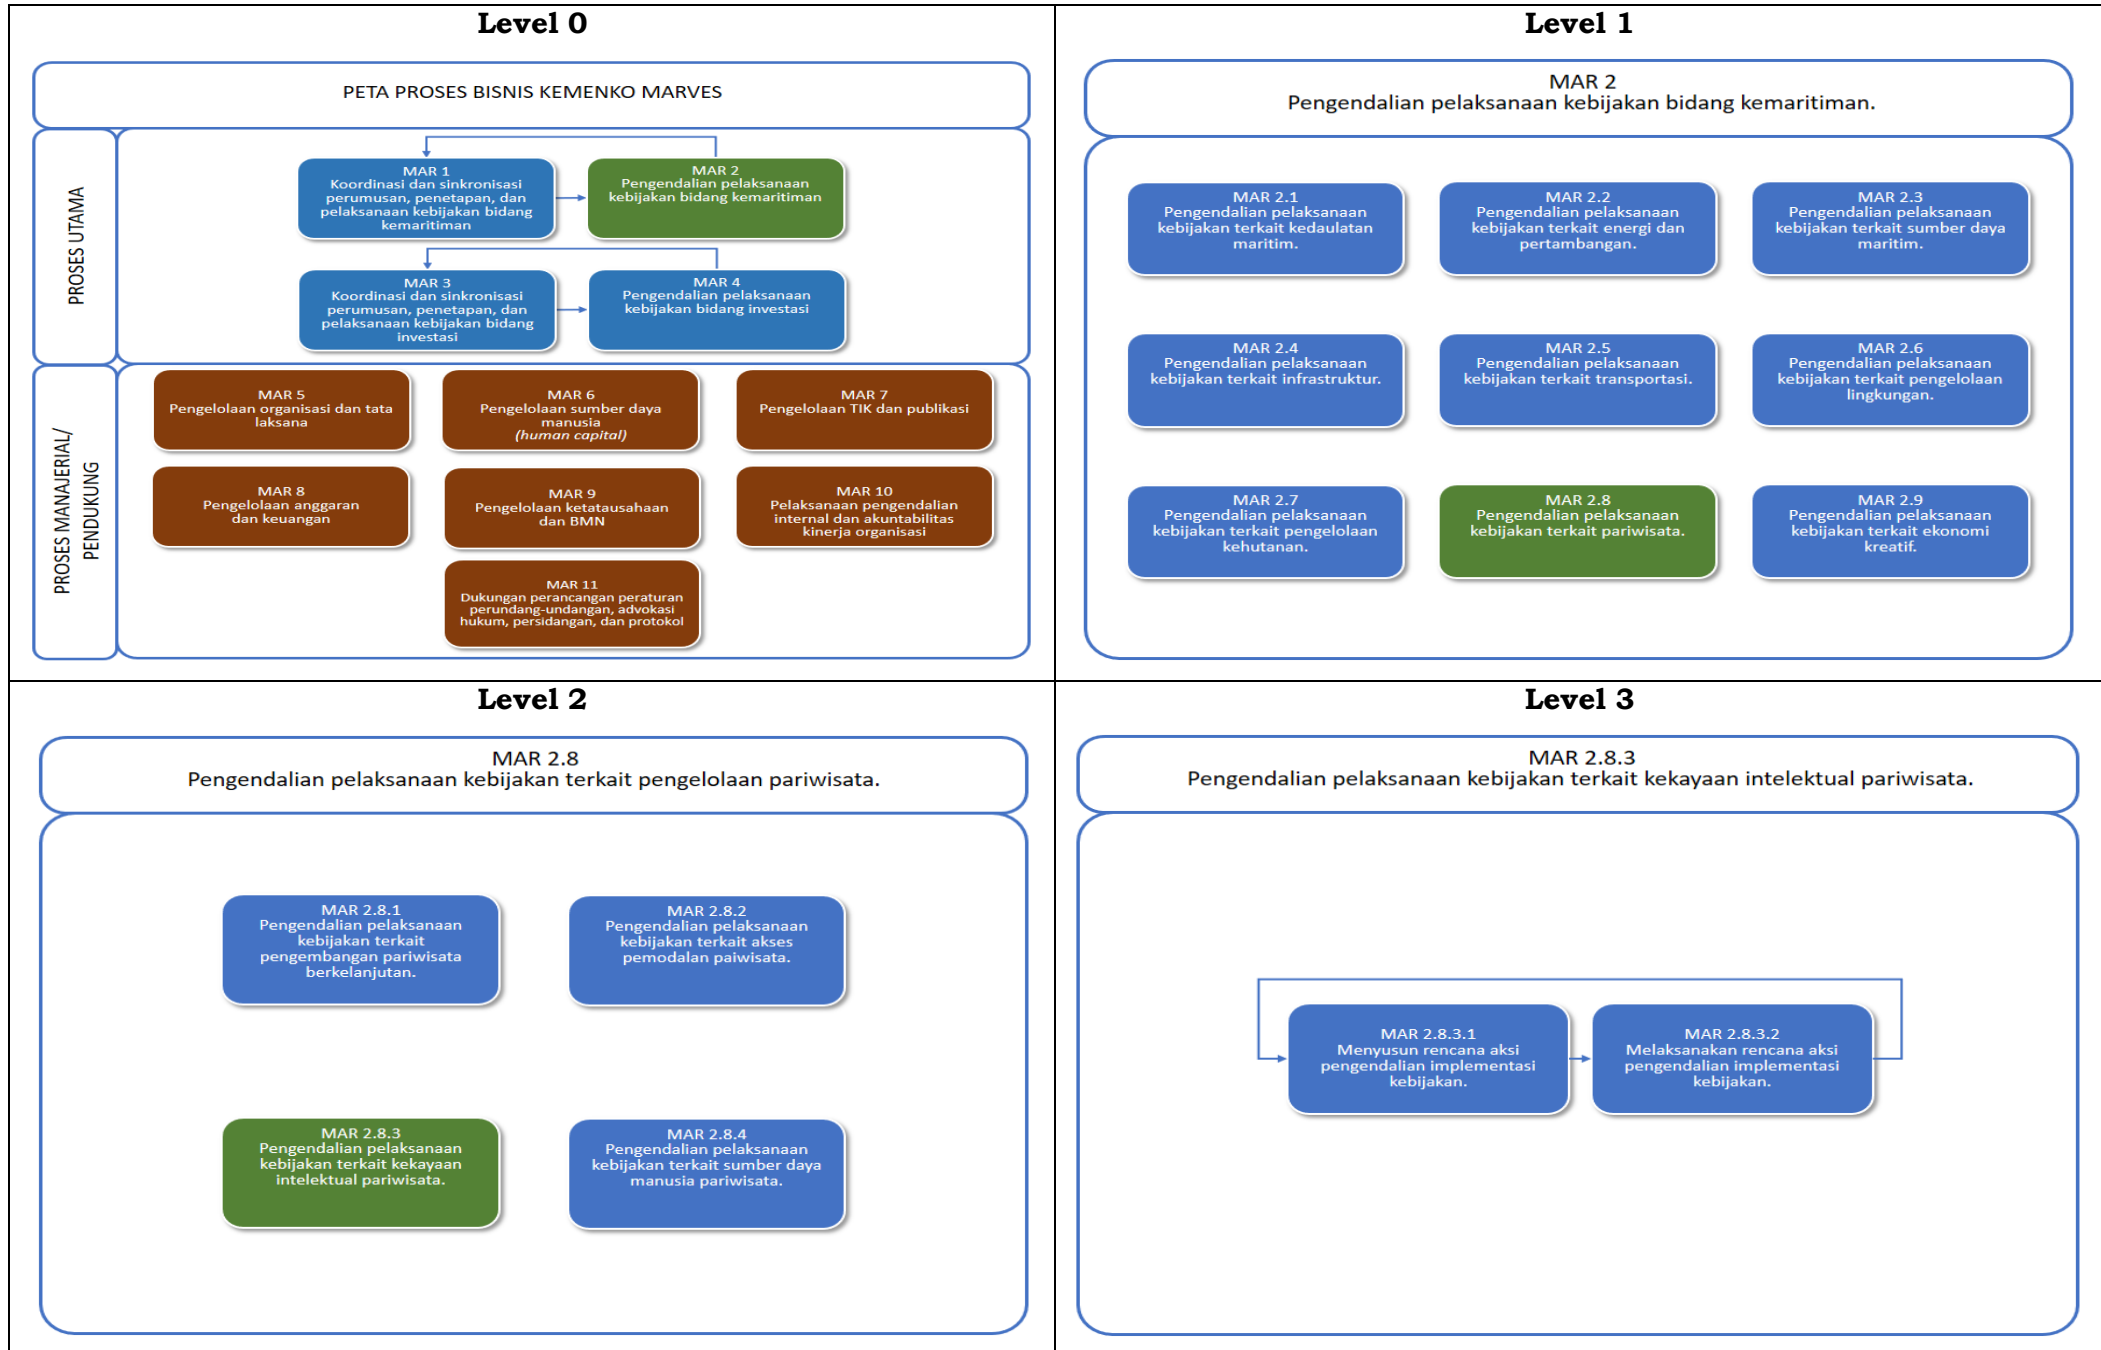 Level 0
PETA PROSES BISNIS KEMENKO MARVES
PROSES UTAMA
MAR 1
Koordinasi dan sinkronisasi
perumusan, penetapan, dan
pelaksanaan kebijakan bidang
kemaritiman
MAR 2
Pengendalian pelaksanaan
kebijakan bidang kemaritiman
MAR 3
Koordinasi dan sinkronisasi
perumusan, penetapan, dan
pelaksanaan kebijakan bidang
investasi
MAR 4
Pengendalian pelaksanaan
kebijakan bidang investasi
PROSES MANAJERIAL/
PENDUKUNG
MAR 5
Pengelolaan organisasi dan tata
laksana
MAR 6
Pengelolaan sumber daya
manusia
(human capital)
MAR 7
Pengelolaan TIK dan publikasi
MAR 8
Pengelolaan anggaran
dan keuangan
MAR 9
Pengelolaan ketatausahaan
dan BMN
MAR 10
Pelaksanaan pengendalian
internal dan akuntabilitas
kinerja organisasi
MAR 11
Dukungan perancangan peraturan
perundang-undangan, advokasi
hukum, persidangan, dan protokol
Level 1
MAR 2
Pengendalian pelaksanaan kebijakan bidang kemaritiman.
MAR 2.1
Pengendalian pelaksanaan
kebijakan terkait kedaulatan
maritim.
MAR 2.2
Pengendalian pelaksanaan
kebijakan terkait energi dan
pertambangan.
MAR 2.3
Pengendalian pelaksanaan
kebijakan terkait sumber daya
maritim.
MAR 2.4
Pengendalian pelaksanaan
kebijakan terkait infrastruktur.
MAR 2.5
Pengendalian pelaksanaan
kebijakan terkait transportasi.
MAR 2.6
Pengendalian pelaksanaan
kebijakan terkait pengelolaan
lingkungan.
MAR 2.7
Pengendalian pelaksanaan
kebijakan terkait pengelolaan
kehutanan.
MAR 2.8
Pengendalian pelaksanaan
kebijakan terkait pariwisata.
MAR 2.9
Pengendalian pelaksanaan
kebijakan terkait ekonomi
kreatif.
Level 2
MAR 2.8
Pengendalian pelaksanaan kebijakan terkait pengelolaan pariwisata.
MAR 2.8.1
Pengendalian pelaksanaan
kebijakan terkait
pengembangan pariwisata
berkelanjutan.
MAR 2.8.2
Pengendalian pelaksanaan
kebijakan terkait akses
pemodalan paiwisata.
MAR 2.8.3
Pengendalian pelaksanaan
kebijakan terkait kekayaan
intelektual pariwisata.
MAR 2.8.4
Pengendalian pelaksanaan
kebijakan terkait sumber daya
manusia pariwisata.
Level 3
MAR 2.8.3
Pengendalian pelaksanaan kebijakan terkait kekayaan intelektual pariwisata.
MAR 2.8.3.1
Menyusun rencana aksi
pengendalian implementasi
kebijakan.
MAR 2.8.3.2
Melaksanakan rencana aksi
pengendalian implementasi
kebijakan.